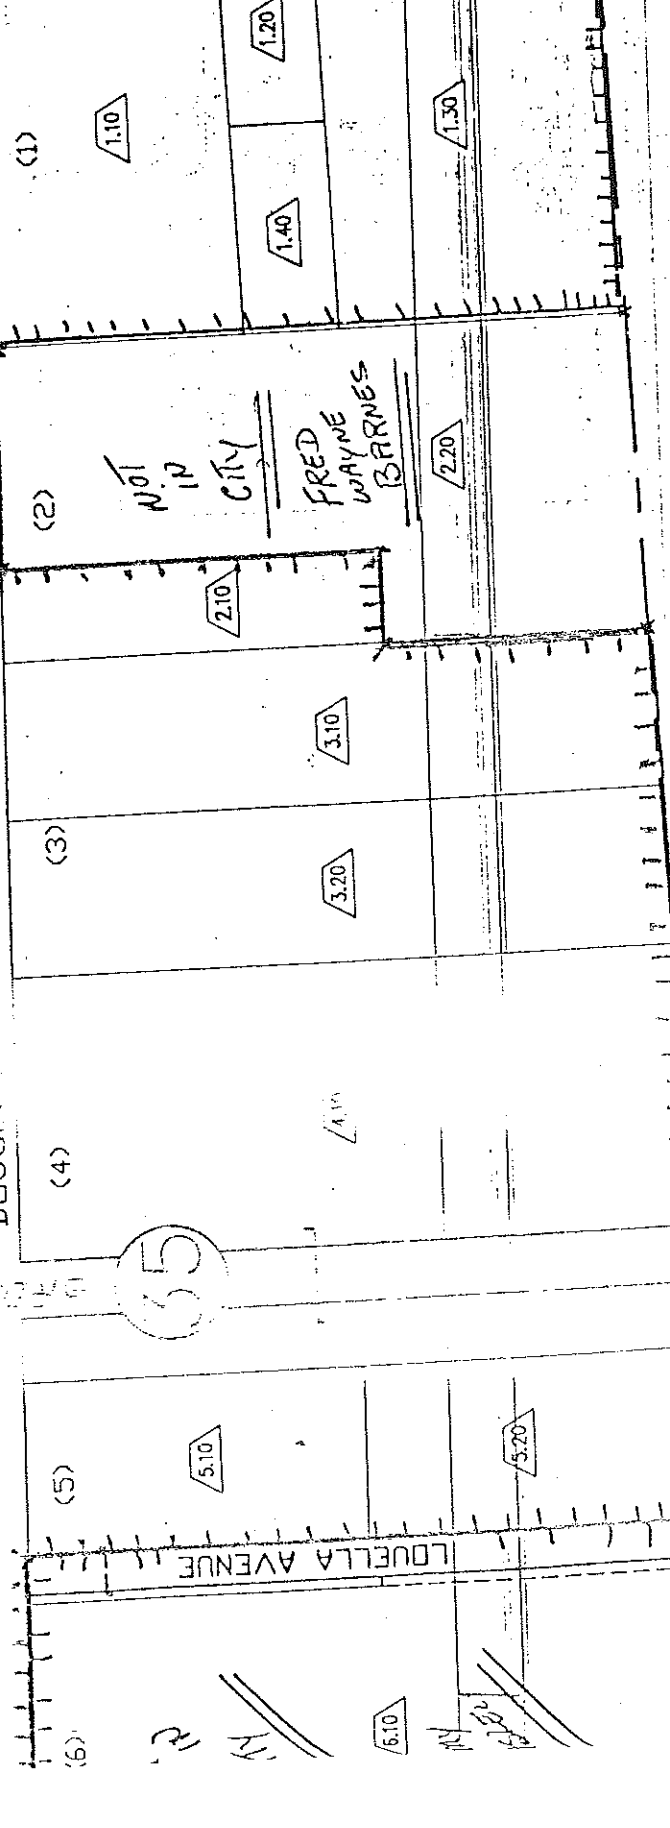 (1)
1.10
1.20
1.40
1.30
(2)
NOT
IN
CITY
FRED
WAYNE
BARNES
2.20
2.10
3.10
(3)
3.20
(4)
35
(5)
5.10
5.20
LOUELLA AVENUE
(6)
6.10